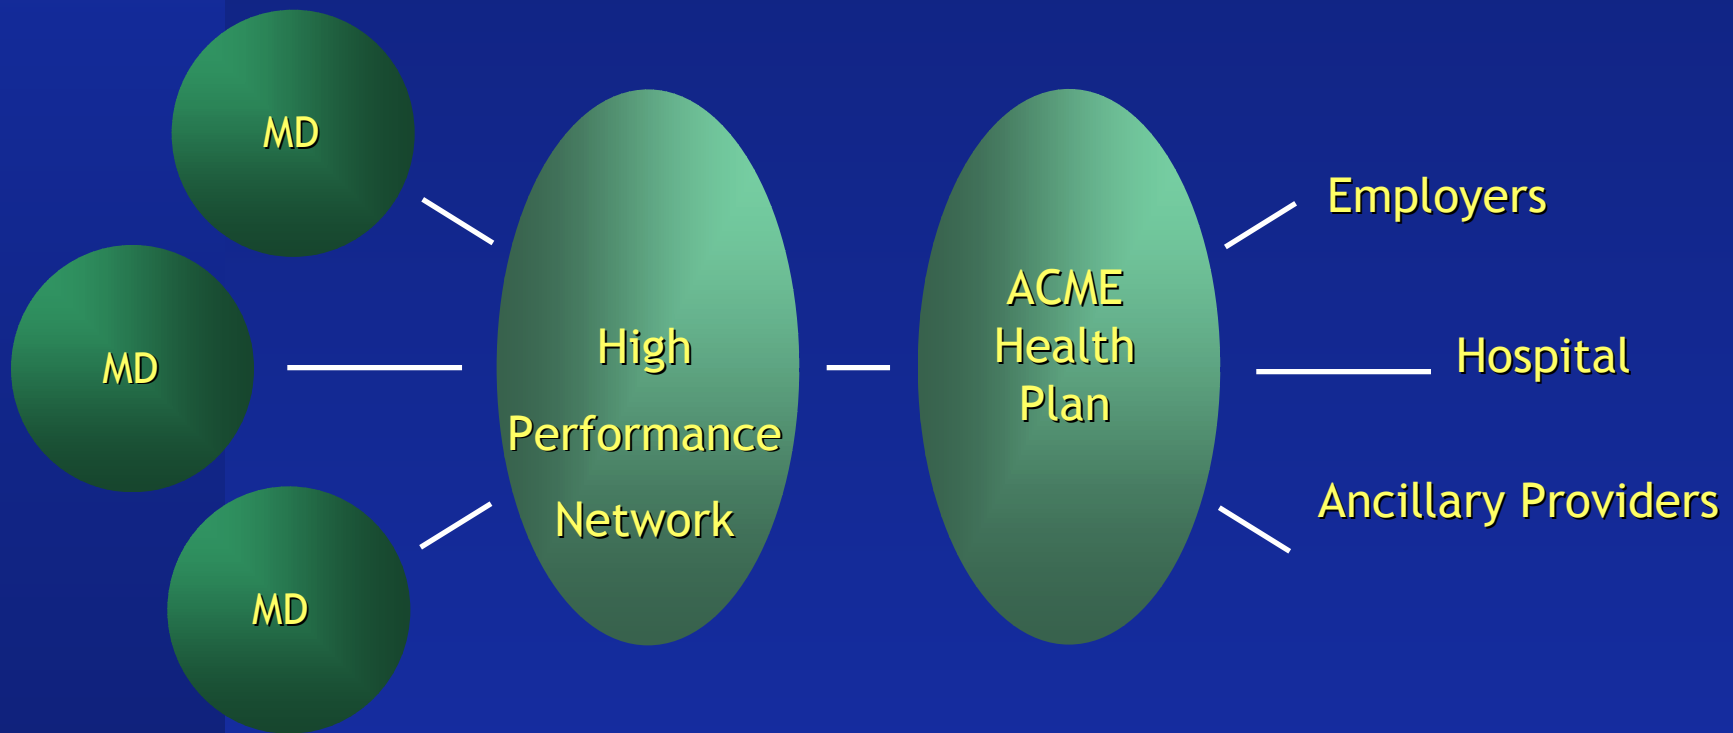 MD
MD
MD
High
Performance
Network
ACME
Health
Plan
Employers
Hospital
Ancillary Providers